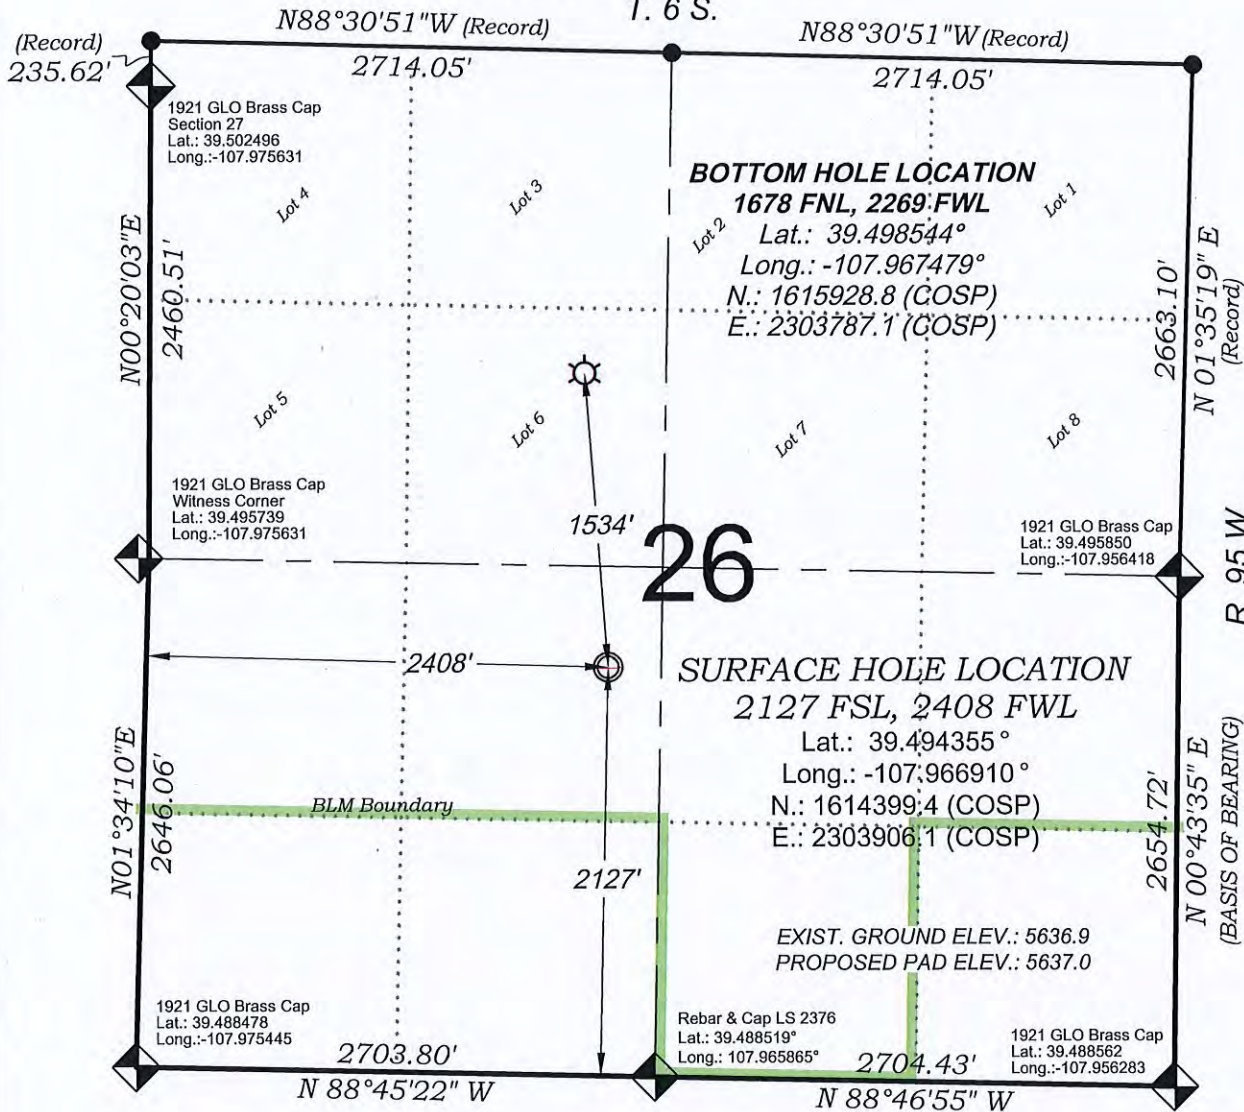 T. 6 S.
N88°30'51"W (Record)
N88°30'51"W (Record)
(Record)
235.62'
2714.05'
2714.05'
1921 GLO Brass Cap
Section 27
Lat.: 39.502496
Long.:-107.975631
Lot 4
Lot 3
Lot 2
Lot 1
BOTTOM HOLE LOCATION
1678 FNL, 2269 FWL
Lat.: 39.498544°
Long.: -107.967479°
N.: 1615928.8 (COSP)
E.: 2303787.1 (COSP)
N00°20'03"E
2460.51'
2663.10'
N 01°35'19" E
(Record)
Lot 5
Lot 6
Lot 7
Lot 8
1921 GLO Brass Cap
Witness Corner
Lat.: 39.495739
Long.:-107.975631
1534'
26
1921 GLO Brass Cap
Lat.: 39.495850
Long.:-107.956418
R. 95 W.
2408'
SURFACE HOLE LOCATION
2127 FSL, 2408 FWL
Lat.: 39.494355°
Long.: -107.966910°
N.: 1614399.4 (COSP)
E.: 2303906.1 (COSP)
N01°34'10"E
2646.06'
BLM Boundary
2127'
2654.72'
N 00°43'35" E
(BASIS OF BEARING)
EXIST. GROUND ELEV.: 5636.9
PROPOSED PAD ELEV.: 5637.0
1921 GLO Brass Cap
Lat.: 39.488478
Long.:-107.975445
Rebar & Cap LS 2376
Lat.: 39.488519°
Long.: 107.965865°
1921 GLO Brass Cap
Lat.: 39.488562
Long.:-107.956283
2703.80'
2704.43'
N 88°45'22" W
N 88°46'55" W